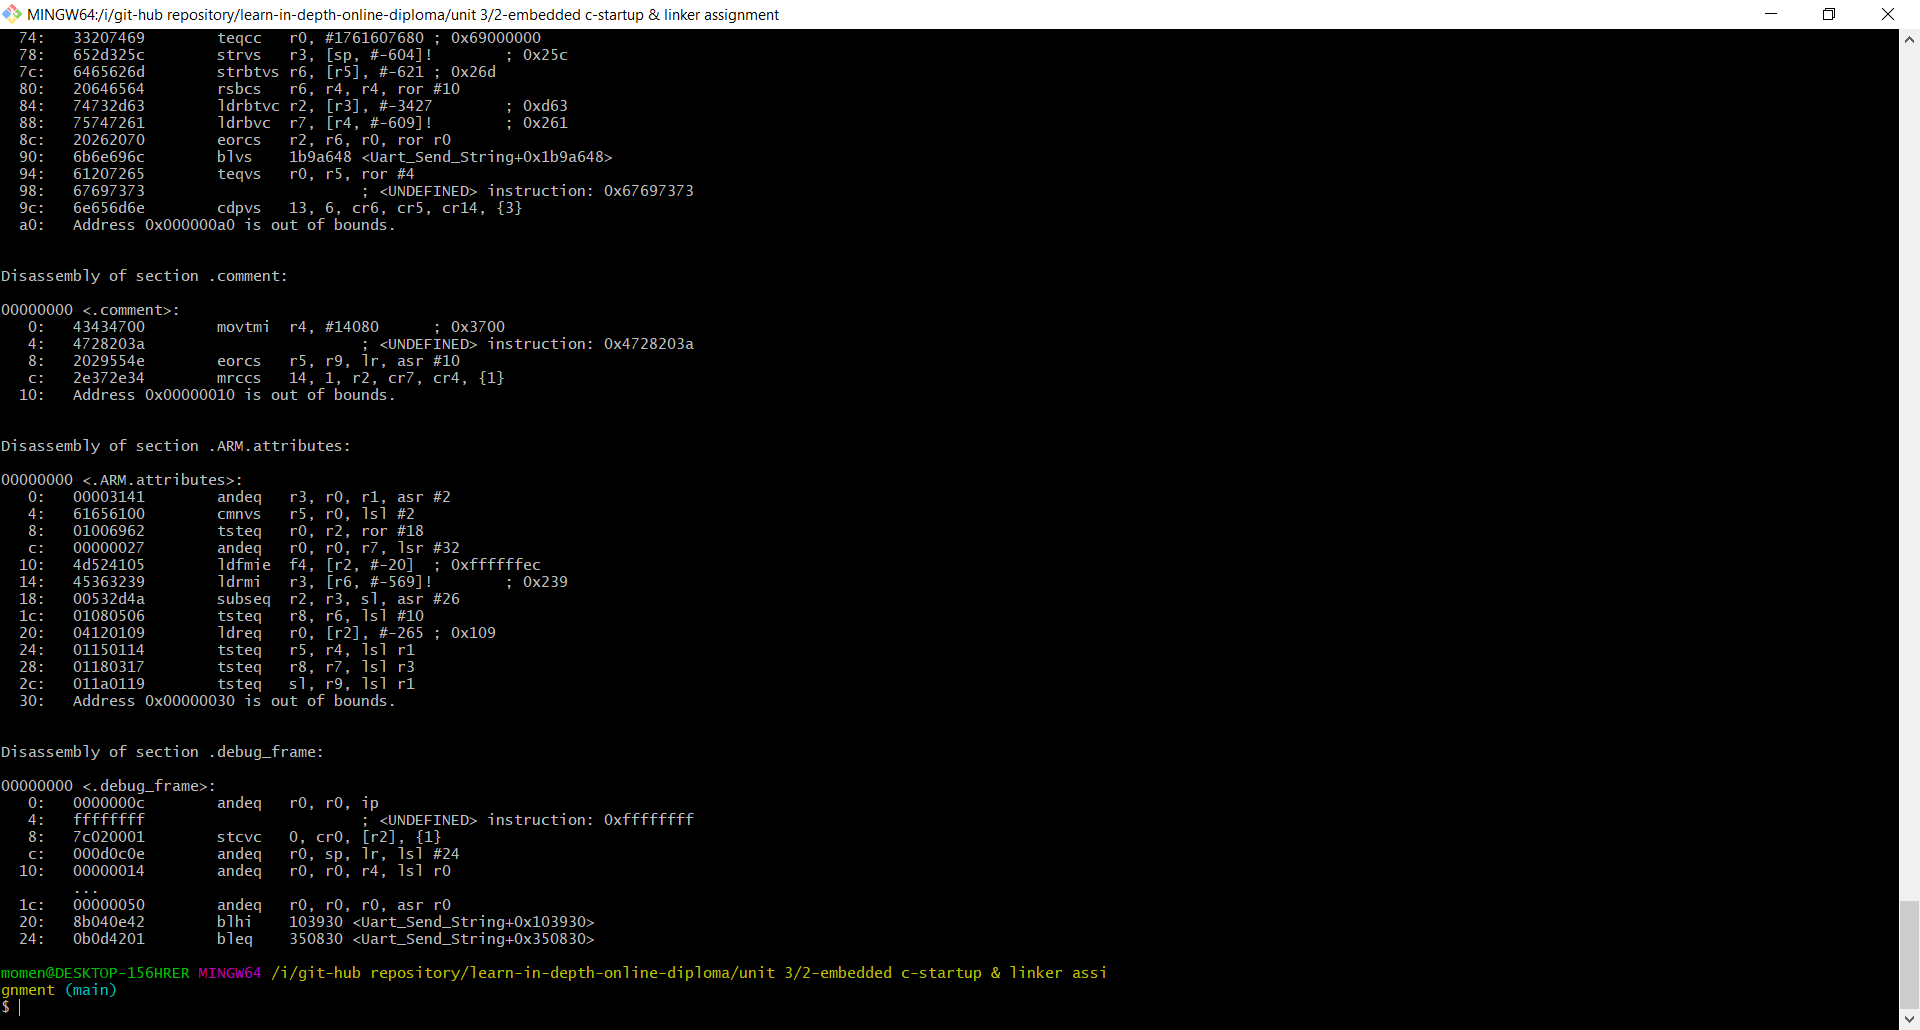 MINGW64:/i/git-hub repository/learn-in-depth-online-diploma/unit 3/2-embedded c-startup & linker assignment
  74:   33207469        teqcc   r0, #1761607680 ; 0x69000000
  78:   652d325c        strvs   r3, [sp, #-604]!        ; 0x25c
  7c:   6465626d        strbtvs r6, [r5], #-621 ; 0x26d
  80:   20646564        rsbcs   r6, r4, r4, ror #10
  84:   74732d63        ldrbtvc r2, [r3], #-3427        ; 0xd63
  88:   75747261        ldrbvc  r7, [r4, #-609]!        ; 0x261
  8c:   20262070        eorcs   r2, r6, r0, ror r0
  90:   6b6e696c        blvs    1b9a648 <Uart_Send_String+0x1b9a648>
  94:   61207265        teqvs   r0, r5, ror #4
  98:   67697373                        ; <UNDEFINED> instruction: 0x67697373
  9c:   6e656d6e        cdpvs   13, 6, cr6, cr5, cr14, {3}
  a0:   Address 0x000000a0 is out of bounds.
Disassembly of section .comment:
00000000 <.comment>:
   0:   43434700        movtmi  r4, #14080      ; 0x3700
   4:   4728203a                        ; <UNDEFINED> instruction: 0x4728203a
   8:   2029554e        eorcs   r5, r9, lr, asr #10
   c:   2e372e34        mrccs   14, 1, r2, cr7, cr4, {1}
  10:   Address 0x00000010 is out of bounds.
Disassembly of section .ARM.attributes:
00000000 <.ARM.attributes>:
   0:   00003141        andeq   r3, r0, r1, asr #2
   4:   61656100        cmnvs   r5, r0, lsl #2
   8:   01006962        tsteq   r0, r2, ror #18
   c:   00000027        andeq   r0, r0, r7, lsr #32
  10:   4d524105        ldfmie  f4, [r2, #-20]  ; 0xffffffec
  14:   45363239        ldrmi   r3, [r6, #-569]!        ; 0x239
  18:   00532d4a        subseq  r2, r3, sl, asr #26
  1c:   01080506        tsteq   r8, r6, lsl #10
  20:   04120109        ldreq   r0, [r2], #-265 ; 0x109
  24:   01150114        tsteq   r5, r4, lsl r1
  28:   01180317        tsteq   r8, r7, lsl r3
  2c:   011a0119        tsteq   sl, r9, lsl r1
  30:   Address 0x00000030 is out of bounds.
Disassembly of section .debug_frame:
00000000 <.debug_frame>:
   0:   0000000c        andeq   r0, r0, ip
   4:   ffffffff                        ; <UNDEFINED> instruction: 0xffffffff
   8:   7c020001        stcvc   0, cr0, [r2], {1}
   c:   000d0c0e        andeq   r0, sp, lr, lsl #24
  10:   00000014        andeq   r0, r0, r4, lsl r0
        ...
  1c:   00000050        andeq   r0, r0, r0, asr r0
  20:   8b040e42        blhi    103930 <Uart_Send_String+0x103930>
  24:   0b0d4201        bleq    350830 <Uart_Send_String+0x350830>
momen@DESKTOP-156HRER MINGW64 /i/git-hub repository/learn-in-depth-online-diploma/unit 3/2-embedded c-startup & linker assi
gnment (main)
$